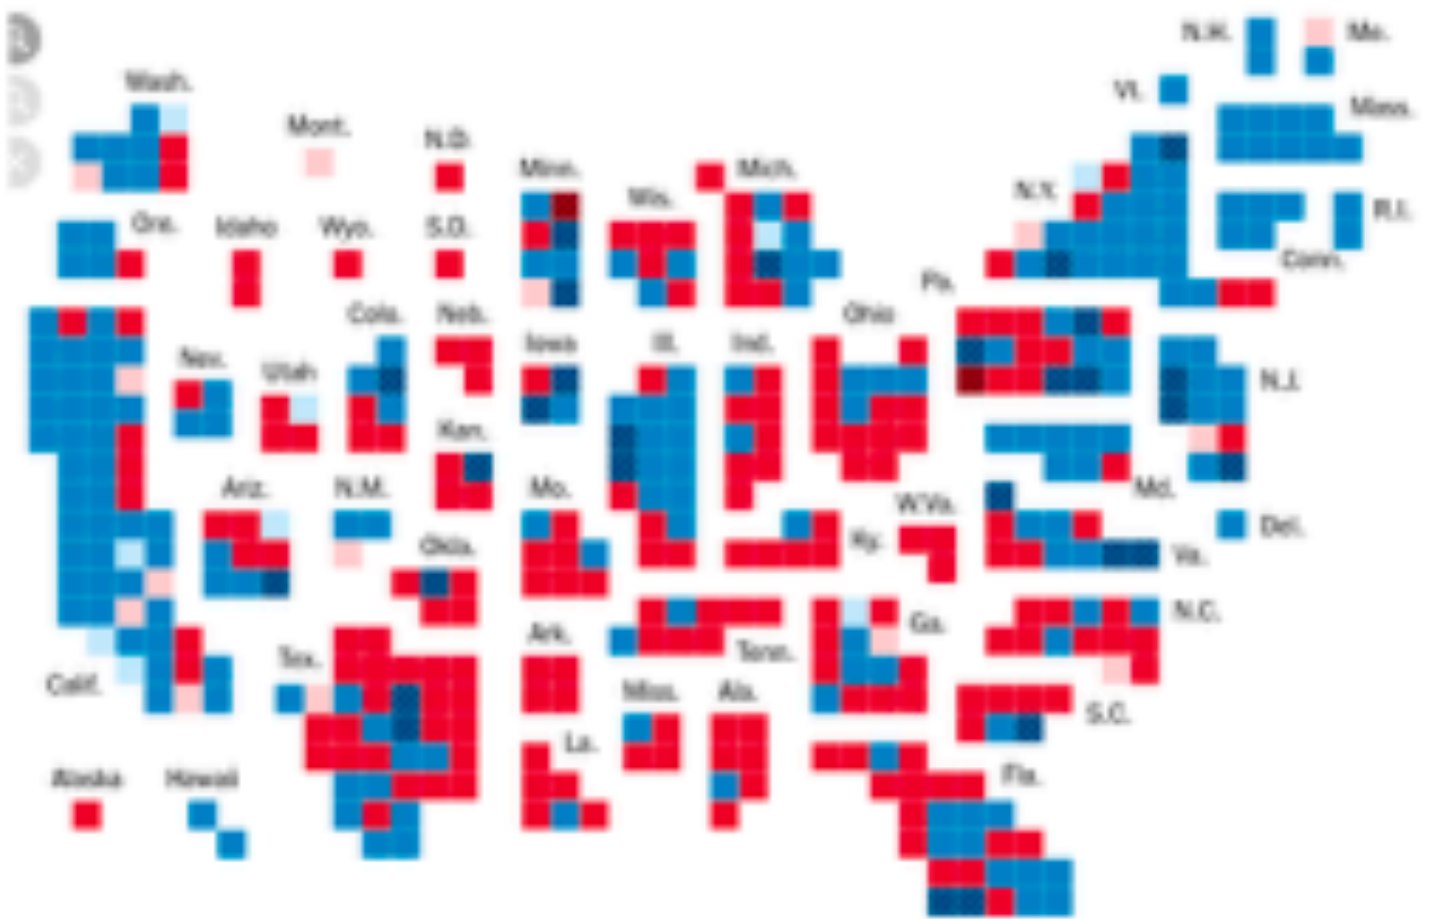 N.H.
Me.
Wash.
Vt.
Mass.
Mont.
N.D.
Minn.
Mich.
Wis.
N.Y.
R.I.
Ore.
Idaho
Wyo.
S.D.
Conn.
Pa.
Colo.
Neb.
Ohio
Nev.
Utah
Iowa
Ill.
Ind.
N.J.
Kan.
Ariz.
N.M.
Mo.
W.Va.
Md.
Okla.
Ky.
Del.
Va.
N.C.
Ark.
Ga.
Tex.
Tenn.
Calif.
Miss.
Ala.
S.C.
La.
Alaska
Hawaii
Fla.